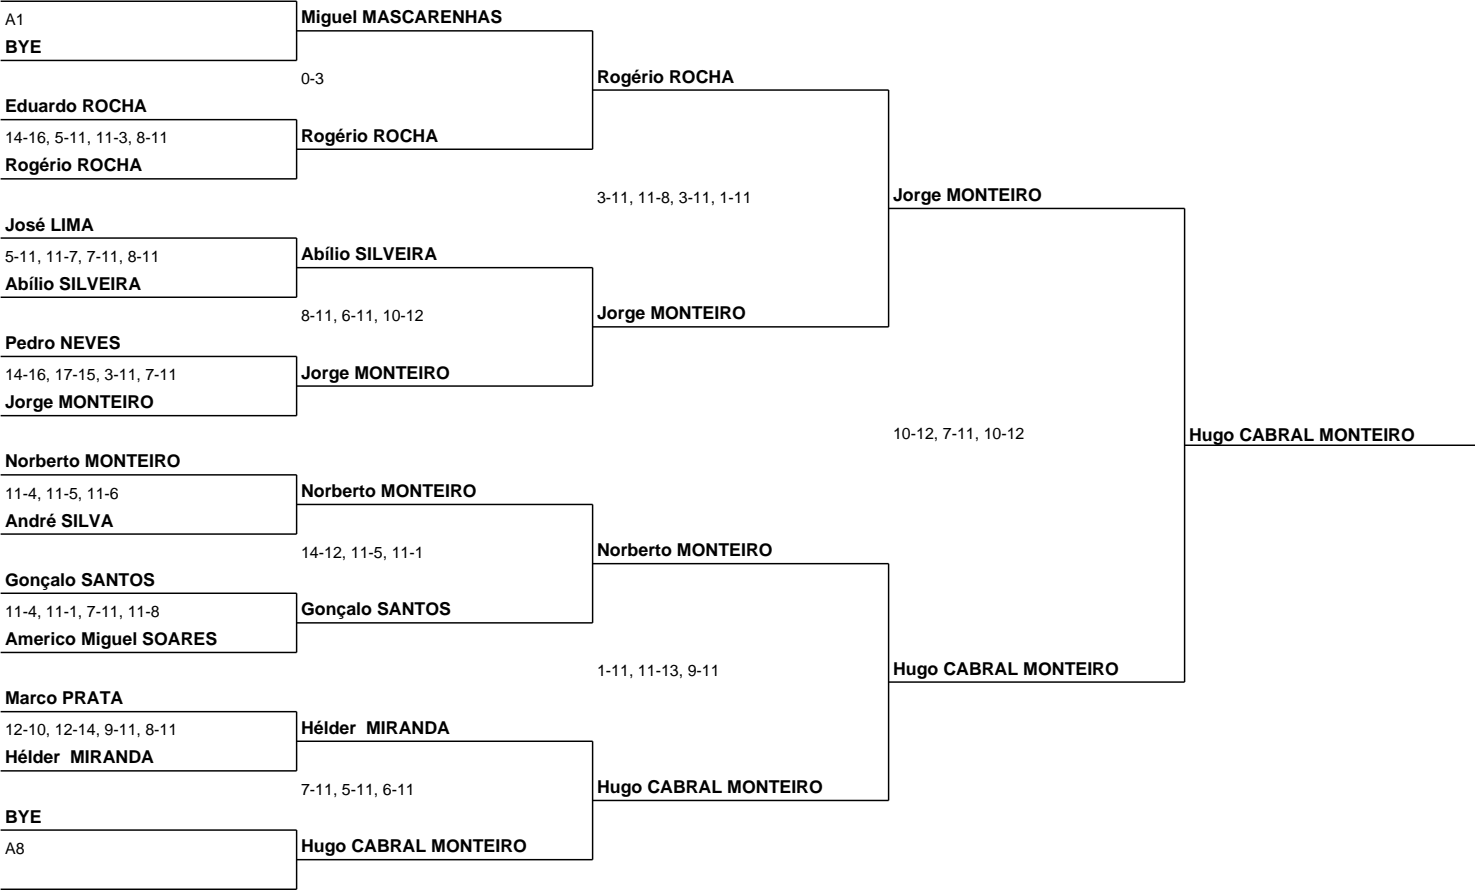 A1
BYE
Eduardo ROCHA
14-16, 5-11, 11-3, 8-11
Rogério ROCHA
José LIMA
5-11, 11-7, 7-11, 8-11
Abílio SILVEIRA
Pedro NEVES
14-16, 17-15, 3-11, 7-11
Jorge MONTEIRO
Norberto MONTEIRO
11-4, 11-5, 11-6
André SILVA
Gonçalo SANTOS
11-4, 11-1, 7-11, 11-8
Americo Miguel SOARES
Marco PRATA
12-10, 12-14, 9-11, 8-11
Hélder  MIRANDA
BYE
A8
Miguel MASCARENHAS
0-3
Rogério ROCHA
Abílio SILVEIRA
8-11, 6-11, 10-12
Jorge MONTEIRO
Norberto MONTEIRO
14-12, 11-5, 11-1
Gonçalo SANTOS
Hélder  MIRANDA
7-11, 5-11, 6-11
Hugo CABRAL MONTEIRO
Rogério ROCHA
3-11, 11-8, 3-11, 1-11
Jorge MONTEIRO
Norberto MONTEIRO
1-11, 11-13, 9-11
Hugo CABRAL MONTEIRO
Jorge MONTEIRO
10-12, 7-11, 10-12
Hugo CABRAL MONTEIRO
Hugo CABRAL MONTEIRO